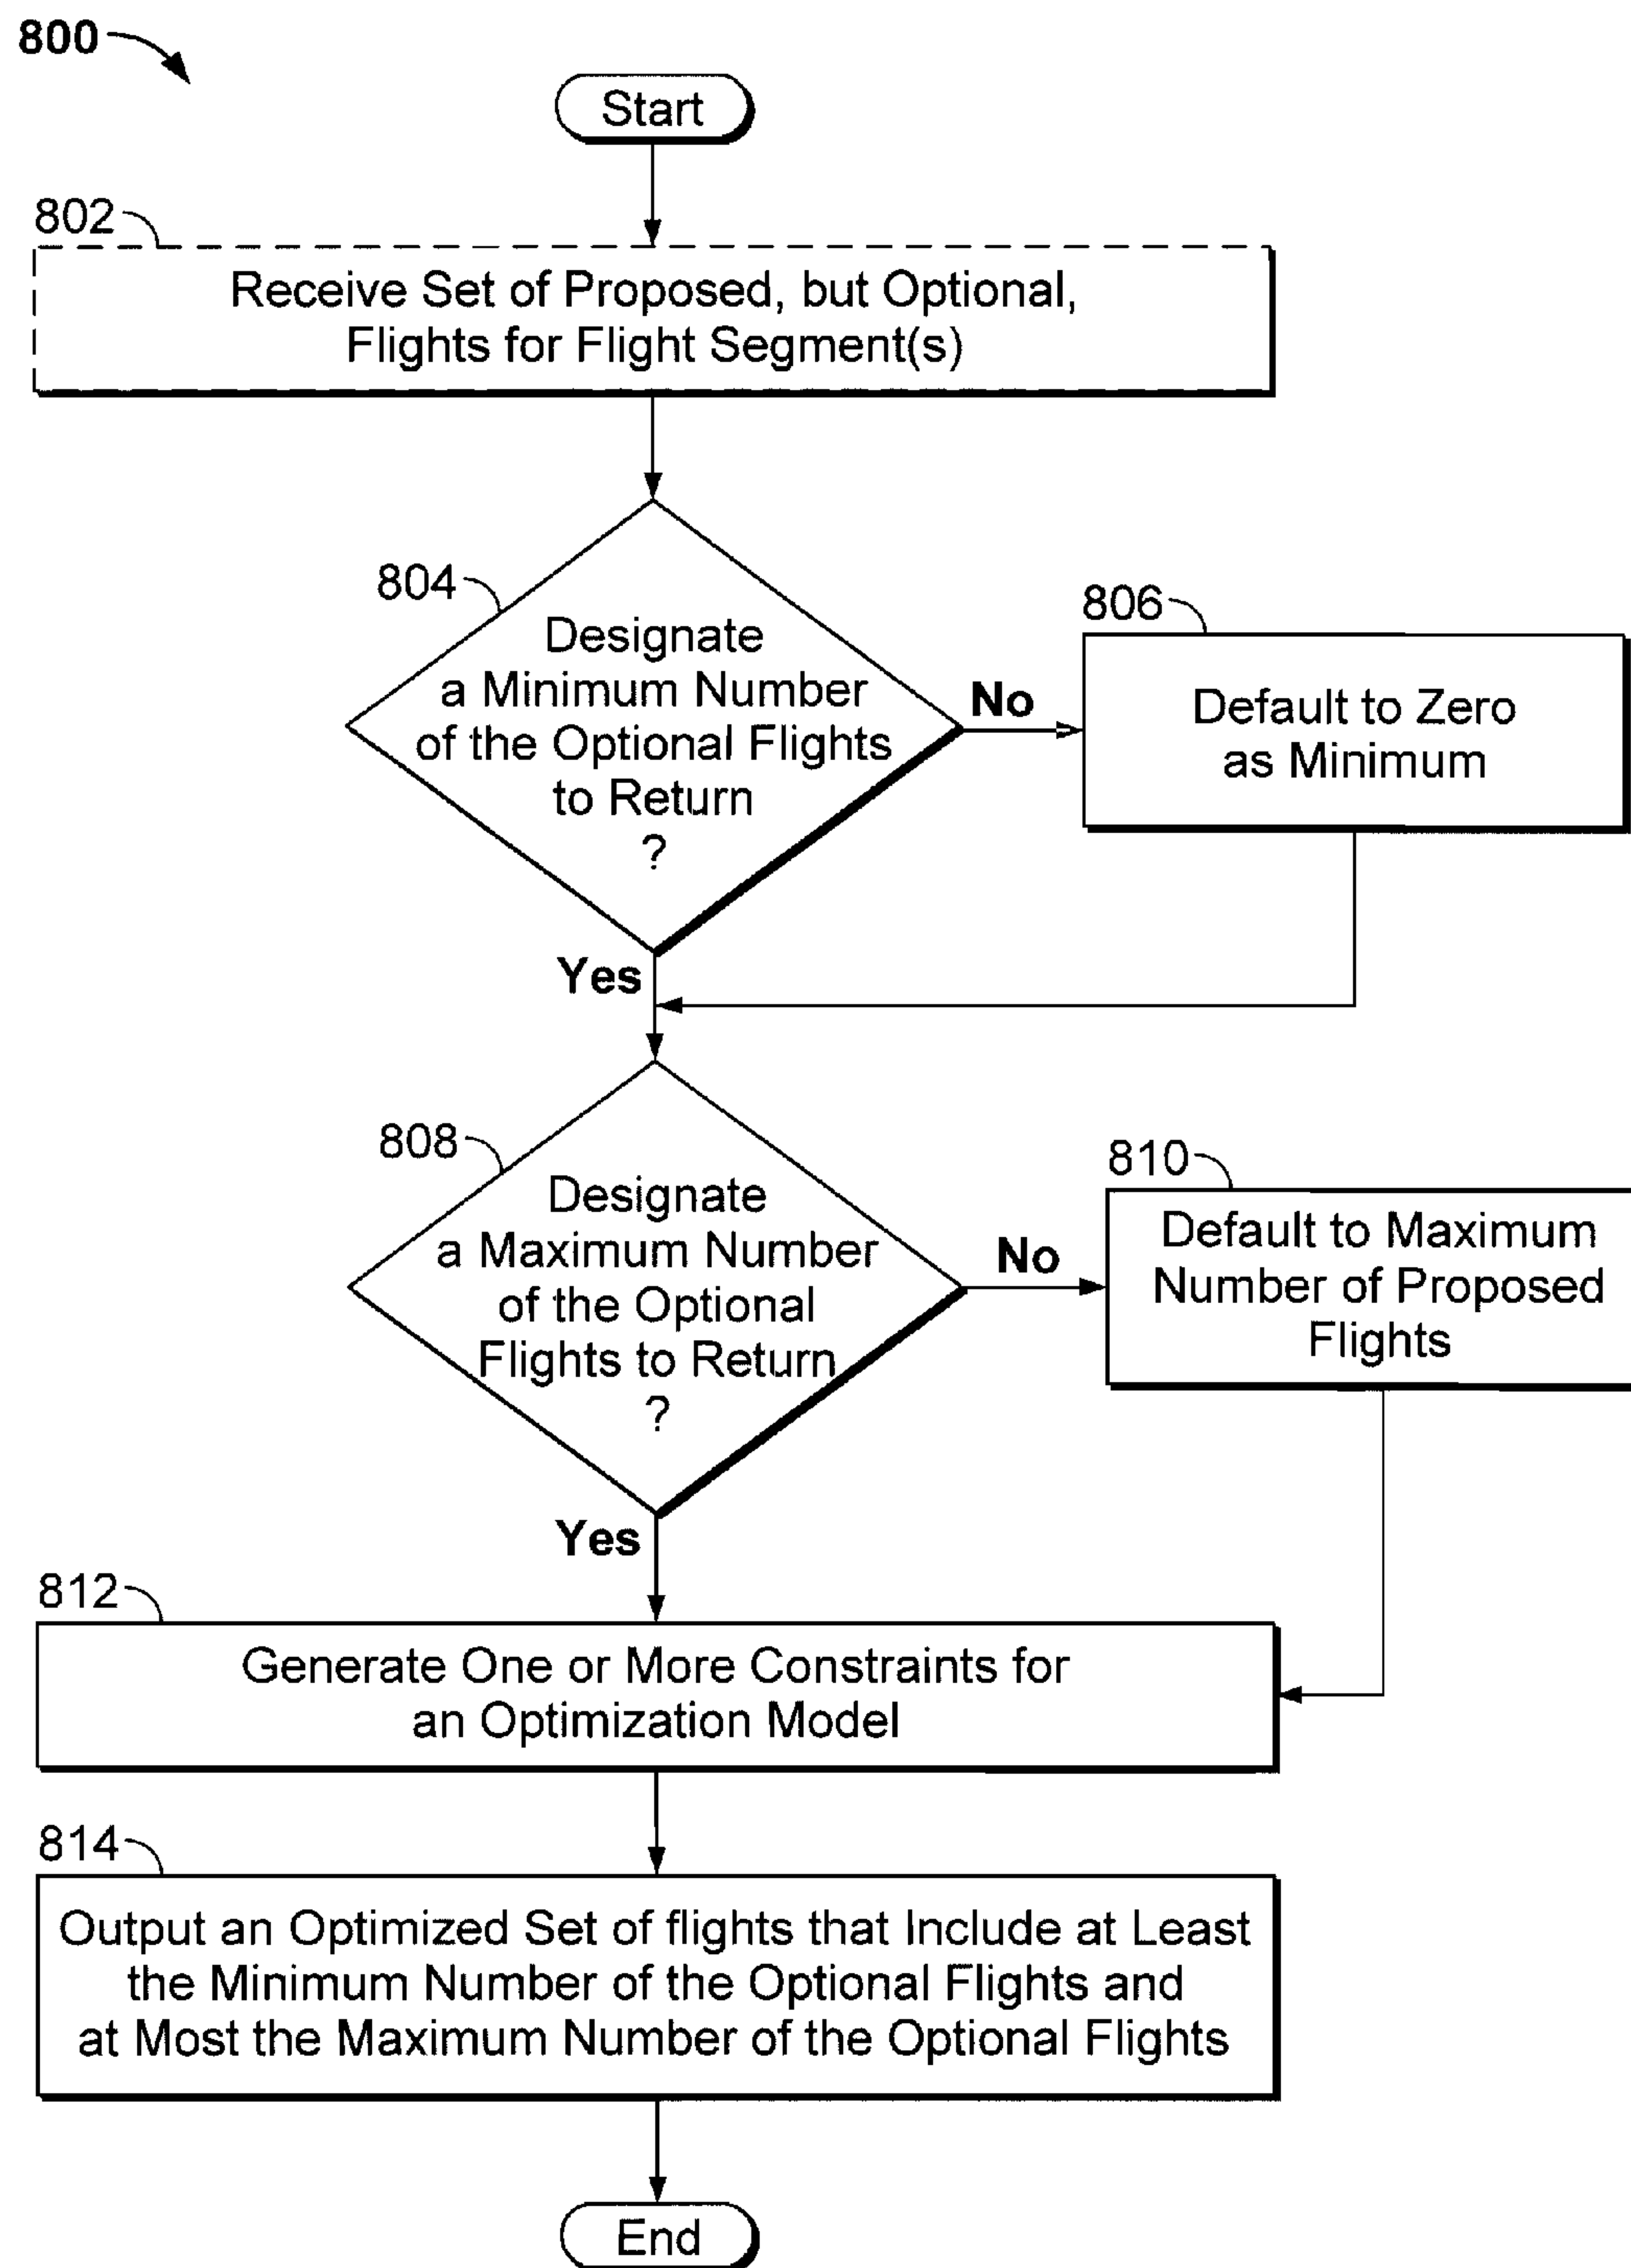 800
Start
802
Receive Set of Proposed, but Optional,
Flights for Flight Segment(s)
804
Designate
a Minimum Number
of the Optional Flights
to Return
?
No
806
Default to Zero
as Minimum
Yes
808
Designate
a Maximum Number
of the Optional
Flights to Return
?
No
810
Default to Maximum
Number of Proposed
Flights
Yes
812
Generate One or More Constraints for
an Optimization Model
814
Output an Optimized Set of flights that Include at Least
the Minimum Number of the Optional Flights and
at Most the Maximum Number of the Optional Flights
End